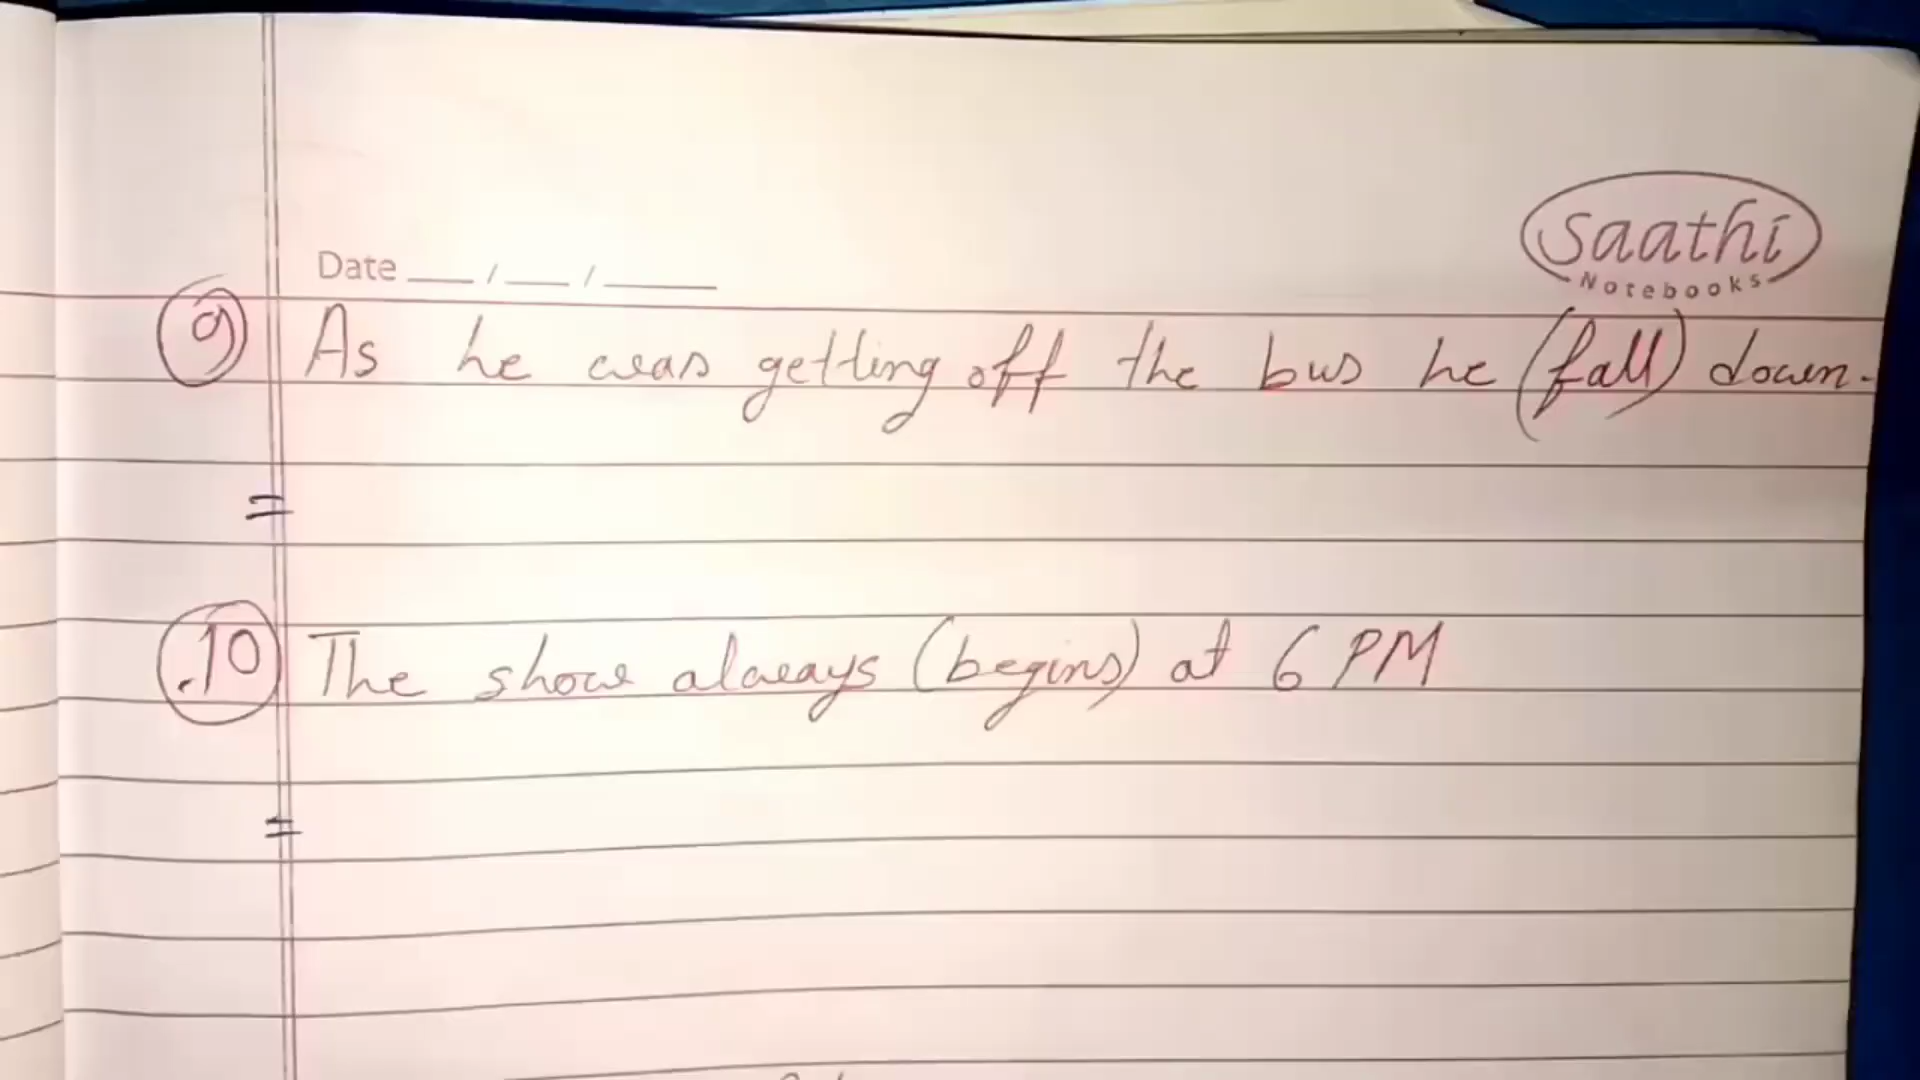 Saathi
Notebooks
Date __ / __ / ____
9 As he was getting off the bus he (fall) down.
=
.10 The show always (begins) at 6 PM
=